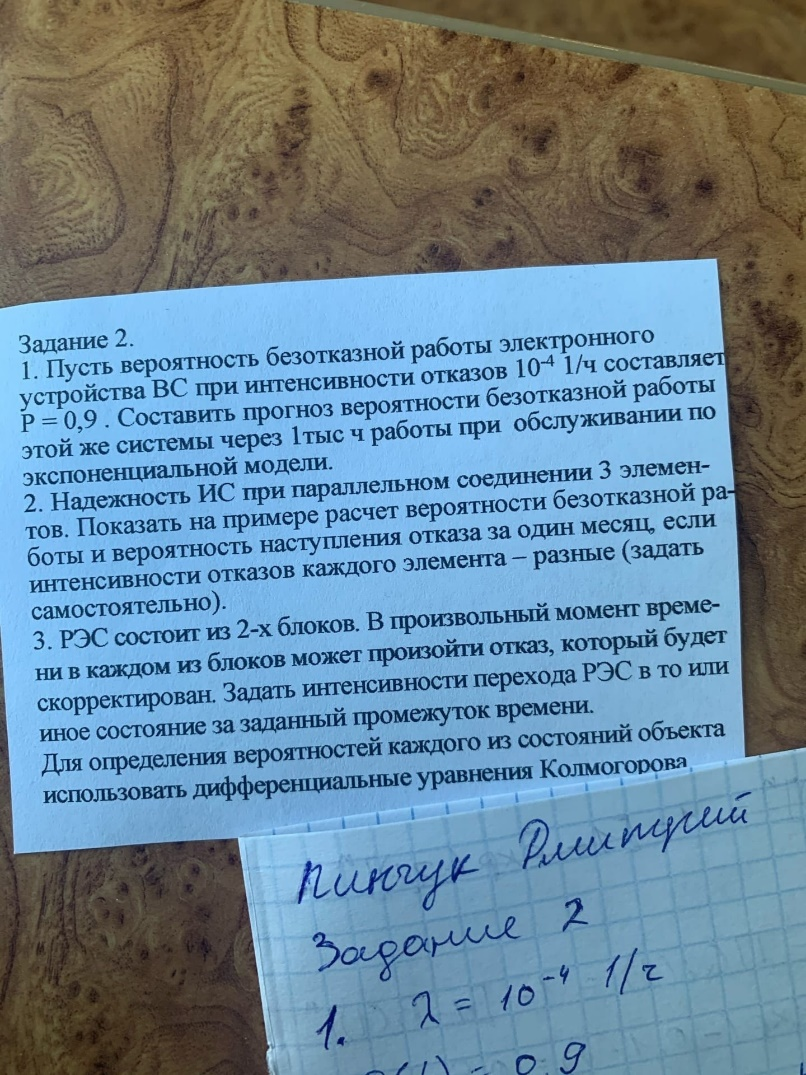 Задание 2.
1. Пусть вероятность безотказной работы электронного
устройства ВС при интенсивности отказов 10⁻⁴ 1/ч составляет
P = 0,9 . Составить прогноз вероятности безотказной работы
этой же системы через 1тыс ч работы при обслуживании по
экспоненциальной модели.
2. Надежность ИС при параллельном соединении 3 элемен-
тов. Показать на примере расчет вероятности безотказной ра-
боты и вероятность наступления отказа за один месяц, если
интенсивности отказов каждого элемента – разные (задать
самостоятельно).
3. РЭС состоит из 2-х блоков. В произвольный момент време-
ни в каждом из блоков может произойти отказ, который будет
скорректирован. Задать интенсивности перехода РЭС в то или
иное состояние за заданный промежуток времени.
Для определения вероятностей каждого из состояний объекта
использовать дифференциальные уравнения Колмогорова
Пинчук Дмитрий
Задание 2
1. λ = 10⁻⁴ 1/ч
= 0,9